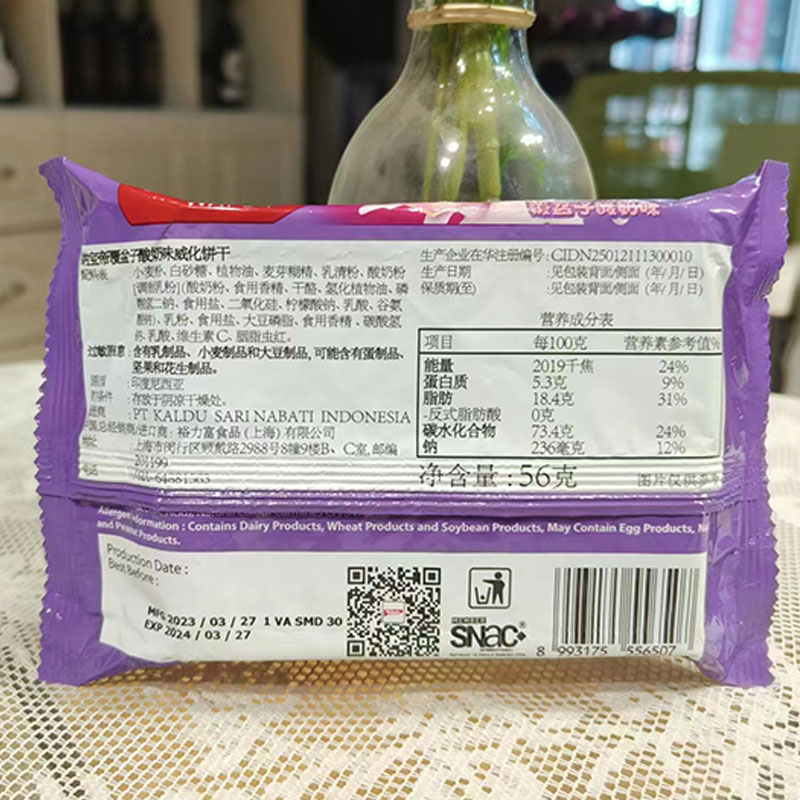 覆盆子酸奶味威化饼干
小麦粉、白砂糖、植物油、麦芽糊精、乳清粉、酸奶粉
[调制乳粉](酸奶粉、食用香精、干酪、氢化植物油、磷
酸氢二钠、食用盐、二氧化硅、柠檬酸钠、乳酸、谷氨
酸钠)、乳粉、食用盐、大豆磷脂、食用香精、碳酸氢
钠、乳酸、维生素C、胭脂虫红。
过敏原信息:含有乳制品、小麦制品和大豆制品,可能含有蛋制品、
坚果和花生制品。
:印度尼西亚
:存放于阴凉干燥处。
:PT KALDU SARI NABATI INDONESIA
中国总经销商/进口商:裕力富食品(上海)有限公司
地址:上海市闵行区顾戴路2988号8幢9楼B、C室,邮编
201199
生产企业在华注册编号:CIDN25012111300010
生产日期:见包装背面/侧面(年/月/日)
保质期(至):见包装背面/侧面(年/月/日)
营养成分表
项目 每100克 营养素参考值%
能量 2019千焦 24%
蛋白质 5.3克 9%
脂肪 18.4克 31%
-反式脂肪酸 0克
碳水化合物 73.4克 24%
钠 236毫克 12%
净含量:56克
图片仅供参考
Allergen Information : Contains Dairy Products, Wheat Products and Soybean Products, May Contain Egg Products,
and Peanut Products.
Production Date :
Best Before :
MFG 2023 / 03 / 27 1 VA SMD 30
EXP 2024 / 03 / 27
MEMBER
SNAC
INTERNATIONAL
8 993175 556507